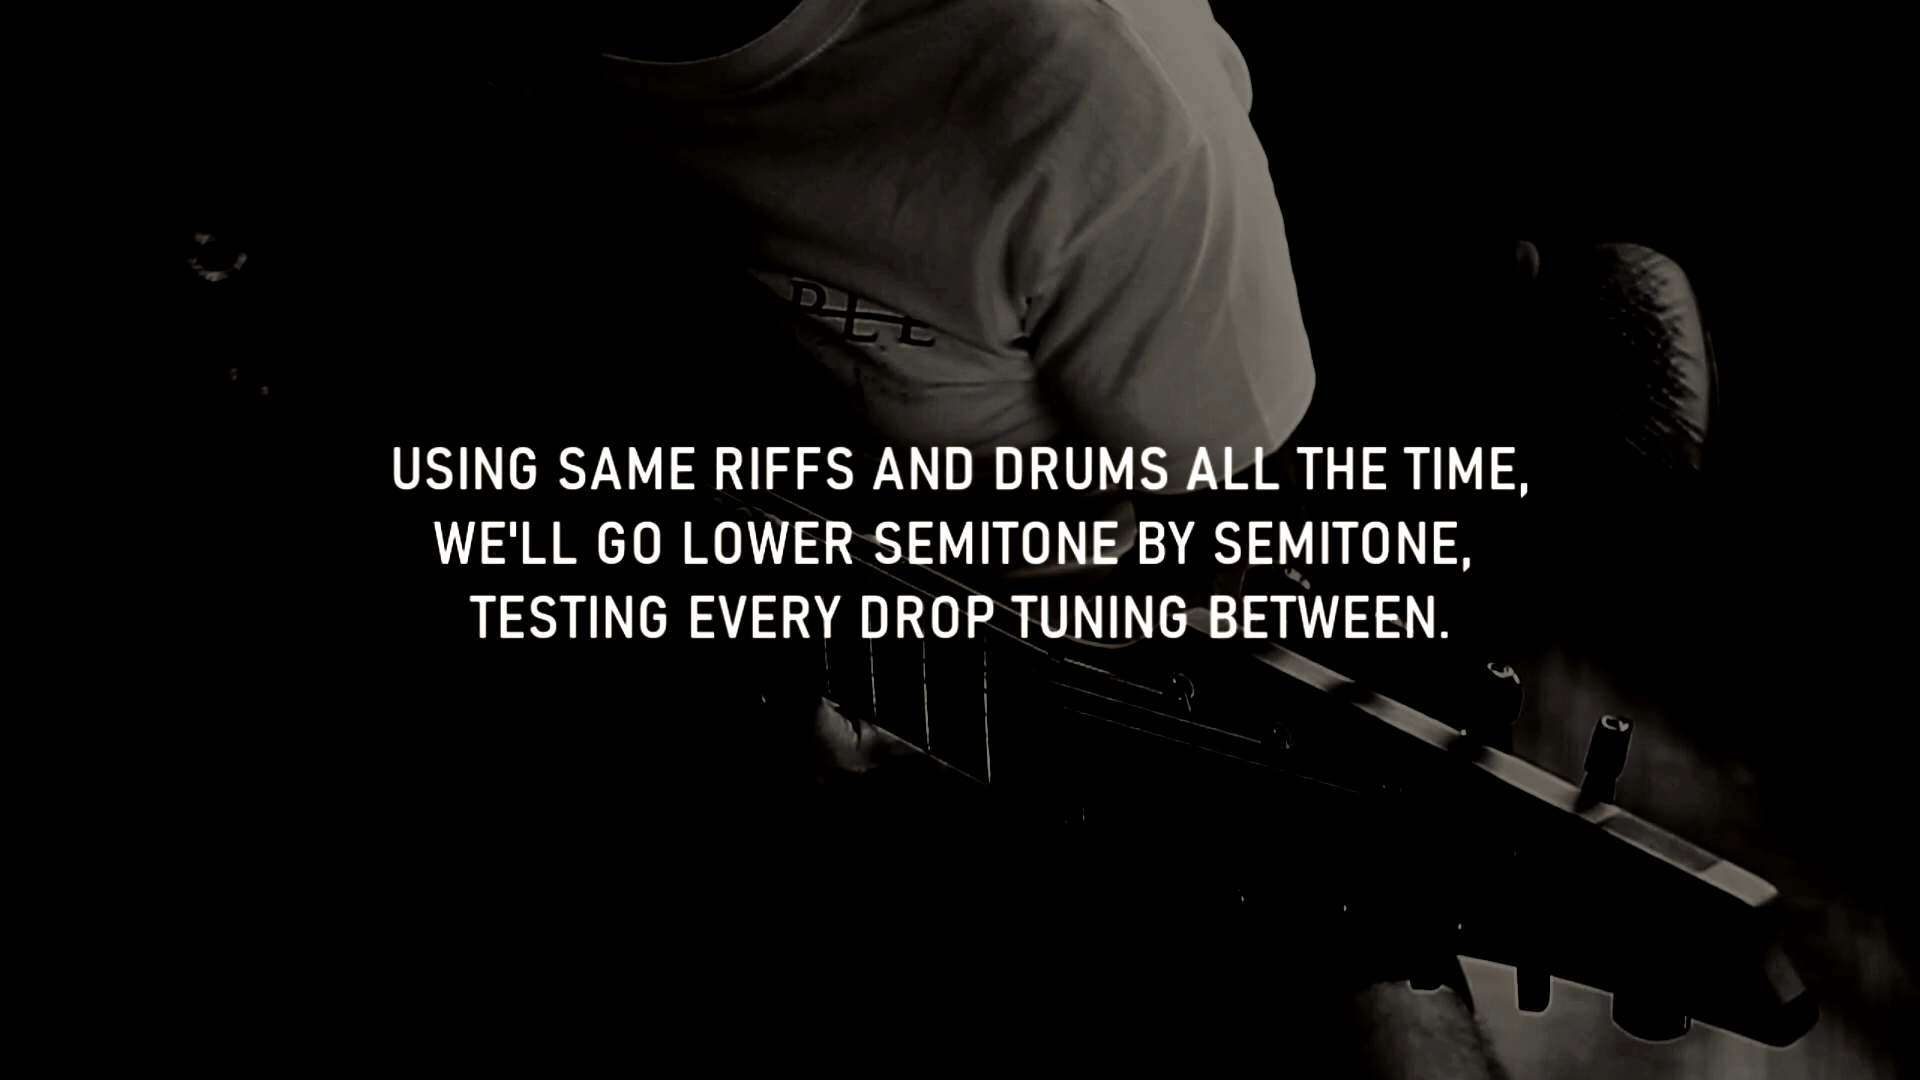 PLE
USING SAME RIFFS AND DRUMS ALL THE TIME,
WE'LL GO LOWER SEMITONE BY SEMITONE,
TESTING EVERY DROP TUNING BETWEEN.